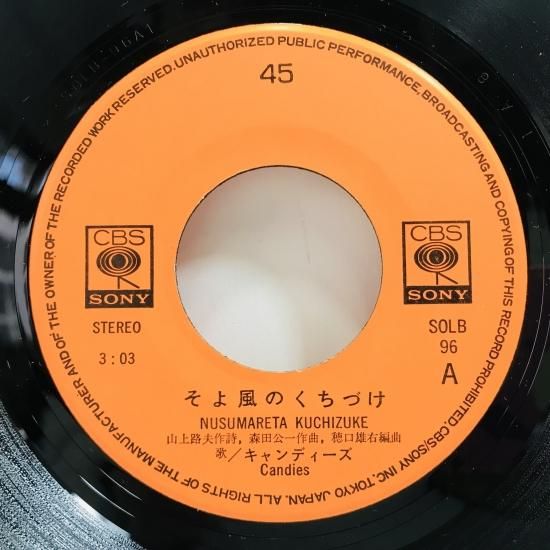 UNAUTHORIZED PUBLIC PERFORMANCE, BROADCASTING AND COPYING OF THIS RECORD PROHIBITED. CBS/SONY INC. TOKYO JAPAN. ALL RIGHTS OF THE MANUFACTURER AND OF THE OWNER OF THE RECORDED WORK RESERVED.
45
CBS
SONY
CBS
SONY
STEREO
3:03
SOLB
96
A
そよ風のくちづけ
NUSUMARETA KUCHIZUKE
山上路夫作詩,森田公一作曲,穂口雄右編曲
歌/キャンディーズ
Candies